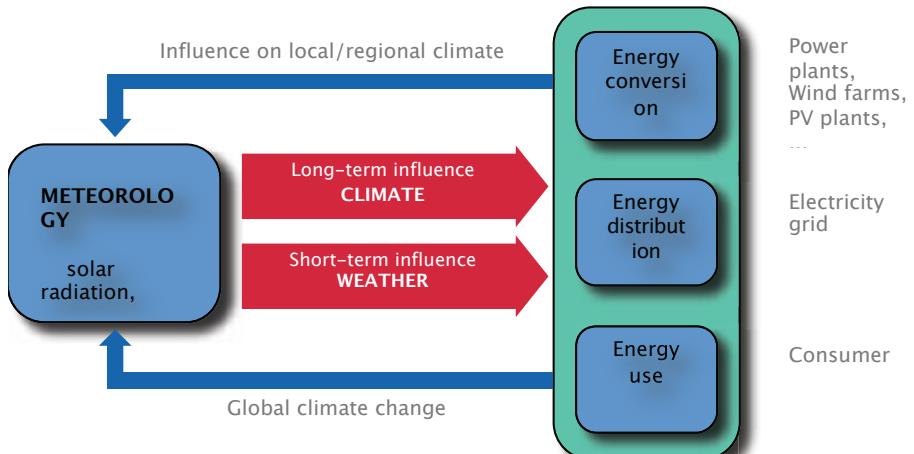 Influence on local/regional climate
Energy
conversi
on
Power
plants,
Wind farms,
PV plants,
...
METEOROLO
GY
solar
radiation,
Long-term influence
CLIMATE
Short-term influence
WEATHER
Energy
distribut
ion
Electricity
grid
Energy
use
Consumer
Global climate change